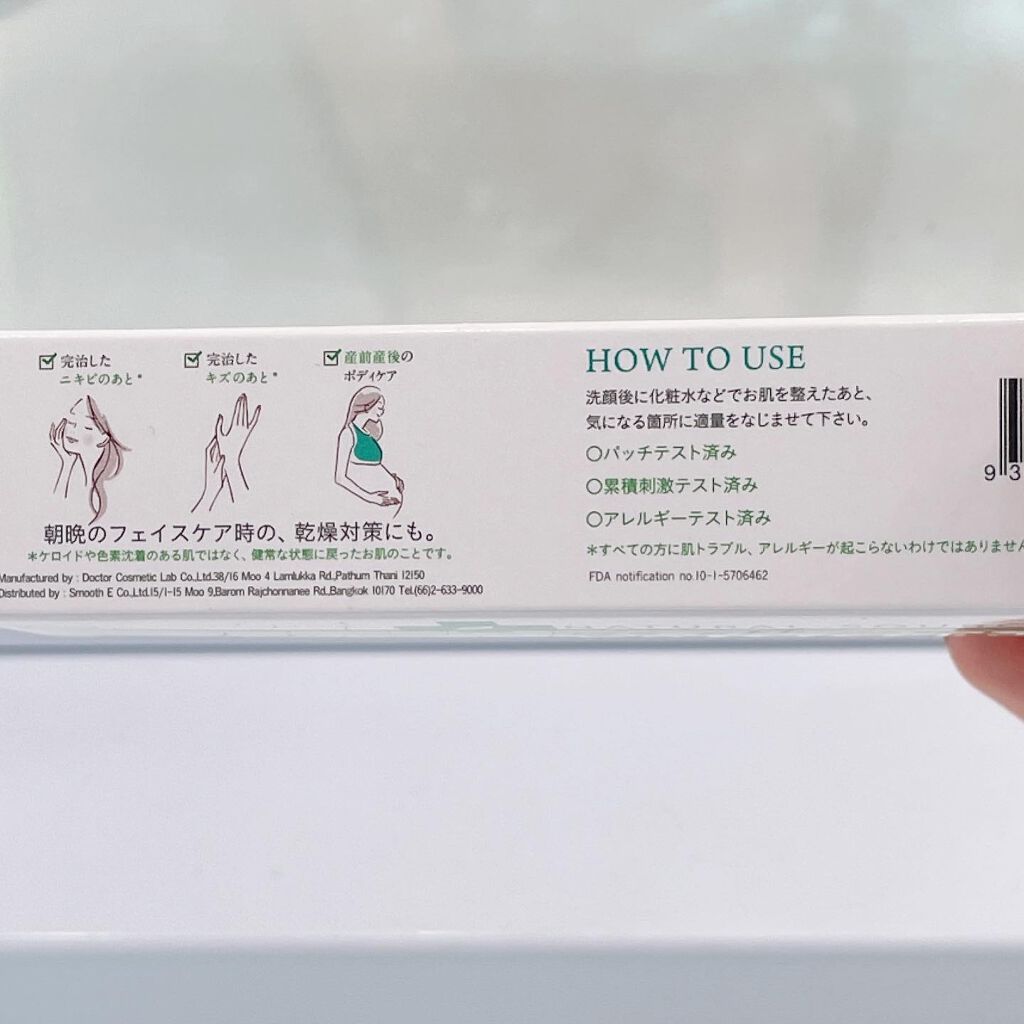 完治した
ニキビのあと*
完治した
キズのあと*
産前産後の
ボディケア
朝晩のフェイスケア時の、乾燥対策にも。
*ケロイドや色素沈着のある肌ではなく、健常な状態に戻ったお肌のことです。
Manufactured by : Doctor Cosmetic Lab Co.,Ltd.38/16 Moo 4 Lamlukka Rd.,Pathum Thani 12150
Distributed by : Smooth E Co.,Ltd.15/1-15 Moo 9,Barom Rajchonnanee Rd.,Bangkok 10170 Tel.(66)2-633-9000
HOW TO USE
洗顔後に化粧水などでお肌を整えたあと、
気になる箇所に適量をなじませて下さい。
○パッチテスト済み
○累積刺激テスト済み
○アレルギーテスト済み
*すべての方に肌トラブル、アレルギーが起こらないわけではありません
FDA notification no.10-1-5706462
9 3